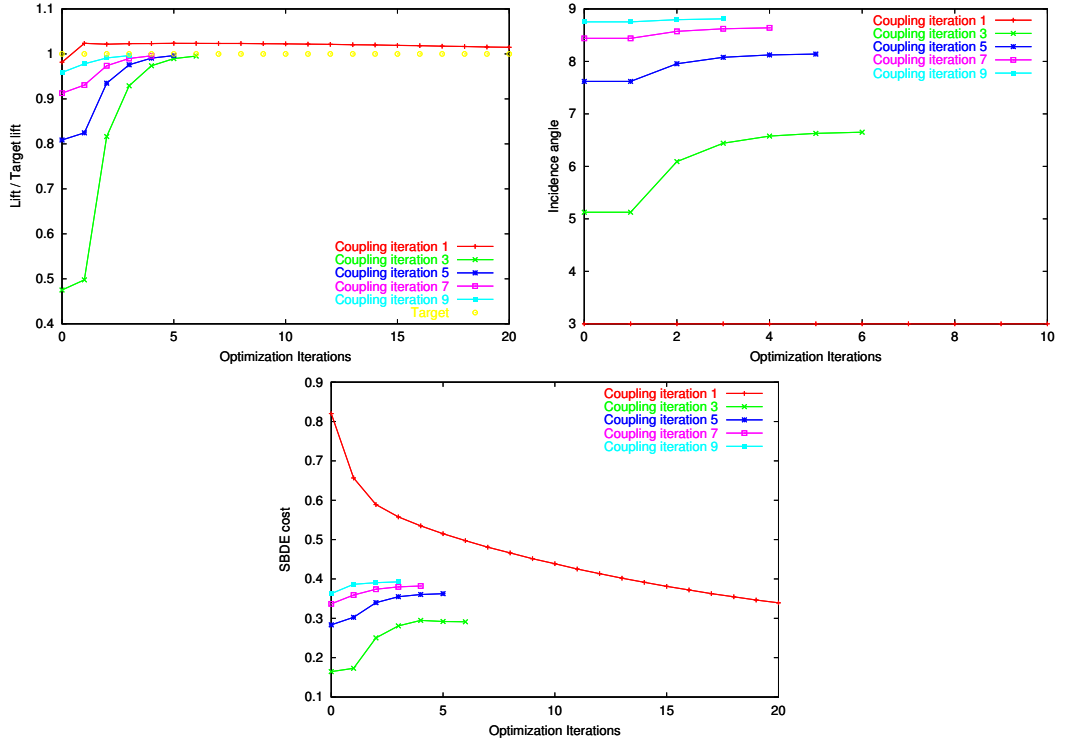 1.1
1
0.9
0.8
0.7
0.6
0.5
0.4
Lift / Target lift
0 5 10 15 20
Optimization Iterations
Coupling iteration 1
Coupling iteration 3
Coupling iteration 5
Coupling iteration 7
Coupling iteration 9
Target
9
8
7
6
5
4
3
Incidence angle
0 2 4 6 8 10
Optimization Iterations
Coupling iteration 1
Coupling iteration 3
Coupling iteration 5
Coupling iteration 7
Coupling iteration 9
0.9
0.8
0.7
0.6
0.5
0.4
0.3
0.2
0.1
SBDE cost
0 5 10 15 20
Optimization Iterations
Coupling iteration 1
Coupling iteration 3
Coupling iteration 5
Coupling iteration 7
Coupling iteration 9